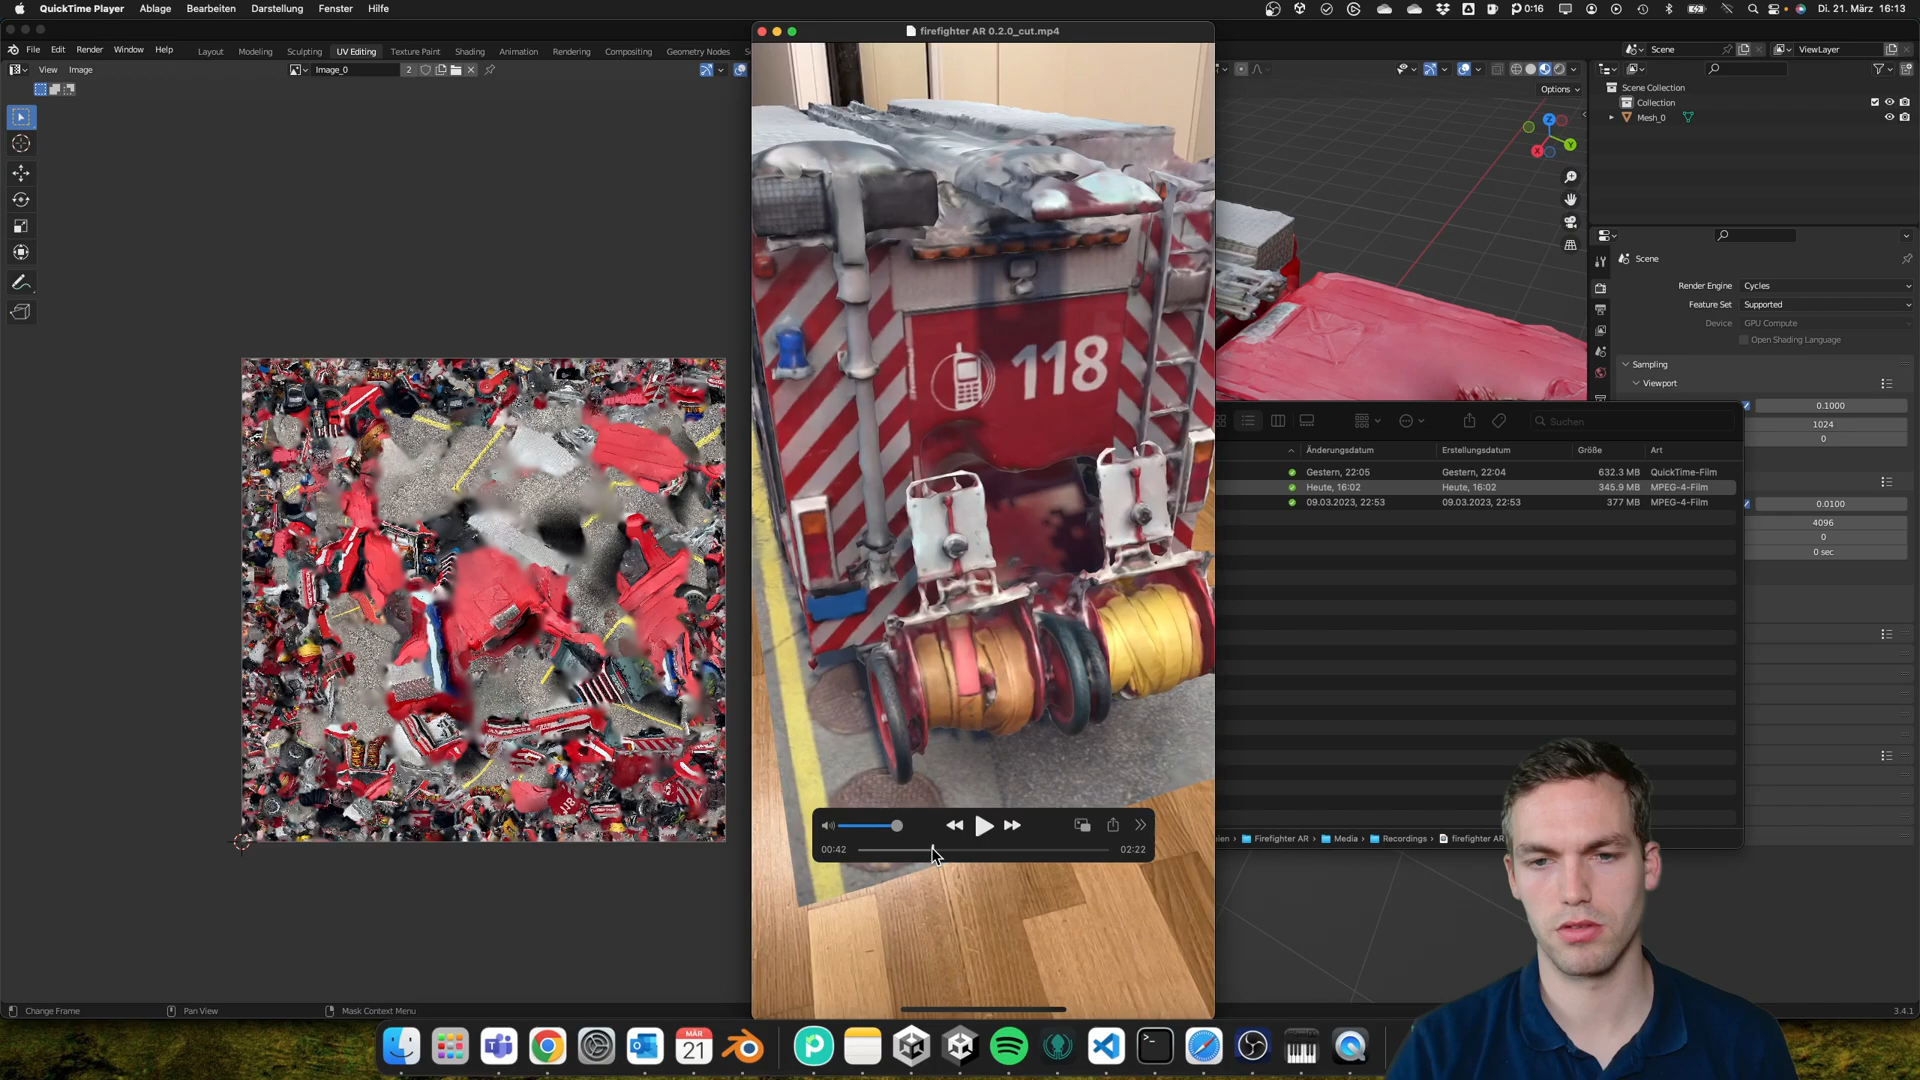 QuickTime Player Ablage Bearbeiten Darstellung Fenster Hilfe
0:16
Di. 21. März 16:13
firefighter AR 0.2.0_cut.mp4
File Edit Render Window Help
Layout Modeling Sculpting UV Editing Texture Paint Shading Animation Rendering Compositing Geometry Nodes
Scene
ViewLayer
View Image
Image_0
2
Options
Scene Collection
Collection
Mesh_0
Z
Y
X
Scene
Render Engine Cycles
Feature Set Supported
Device GPU Compute
Open Shading Language
Sampling
Viewport
0.1000
1024
0
0.0100
4096
0
0 sec
118
118
Suchen
Änderungsdatum Erstellungsdatum Größe Art
Gestern, 22:05 Gestern, 22:04 632.3 MB QuickTime-Film
Heute, 16:02 Heute, 16:02 345.9 MB MPEG-4-Film
09.03.2023, 22:53 09.03.2023, 22:53 377 MB MPEG-4-Film
00:42
02:22
ien Firefighter AR Media Recordings firefighter AR
Change Frame
Pan View
Mask Context Menu
3.4.1
MÄR
21